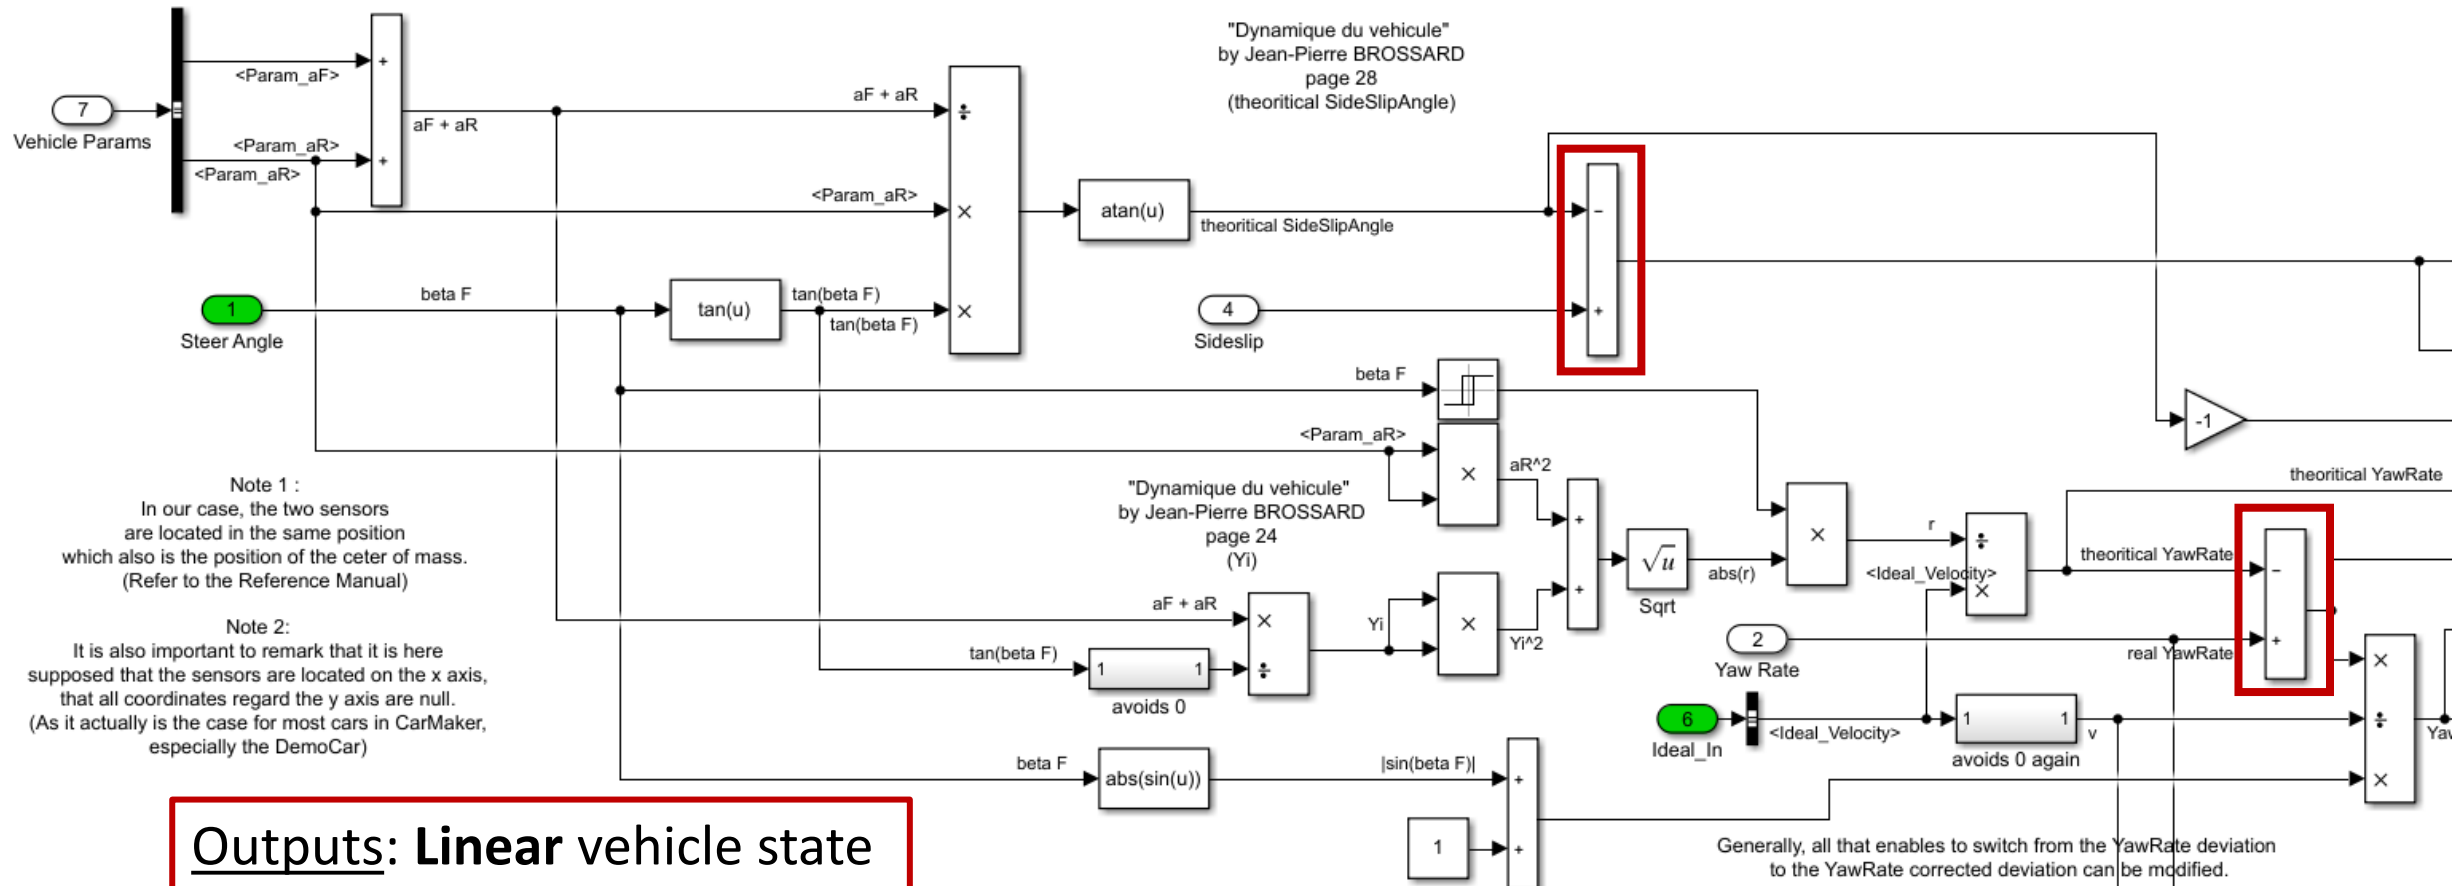 "Dynamique du vehicule"
by Jean-Pierre BROSSARD
page 28
(theoritical SideSlipAngle)
7
Vehicle Params
<Param_aF>
<Param_aR>
<Param_aR>
+
+
aF + aR
aF + aR
÷
<Param_aR>
×
×
atan(u)
theoritical SideSlipAngle
−
+
1
Steer Angle
beta F
tan(u)
tan(beta F)
tan(beta F)
4
Sideslip
beta F
<Param_aR>
×
aR^2
-1
theoritical YawRate
Note 1 :
In our case, the two sensors
are located in the same position
which also is the position of the ceter of mass.
(Refer to the Reference Manual)
"Dynamique du vehicule"
by Jean-Pierre BROSSARD
page 24
(Yi)
+
+
√u
Sqrt
abs(r)
×
r
÷
×
<Ideal_Velocity>
theoritical YawRate
−
+
real YawRate
2
Yaw Rate
Note 2:
It is also important to remark that it is here
supposed that the sensors are located on the x axis,
that all coordinates regard the y axis are null.
(As it actually is the case for most cars in CarMaker,
especially the DemoCar)
aF + aR
×
÷
tan(beta F)
1 1
avoids 0
Yi
×
Yi^2
6
Ideal_In
<Ideal_Velocity>
1 1
avoids 0 again
v
×
÷
×
Yav
beta F
abs(sin(u))
|sin(beta F)|
+
+
1
Generally, all that enables to switch from the YawRate deviation
to the YawRate corrected deviation can be modified.
Outputs: Linear vehicle state